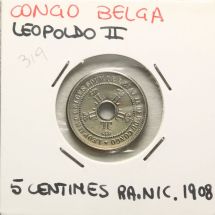 CONGO BELGA
LEOPOLDO II
319
5 CENTIMES RA.NIC. 1908